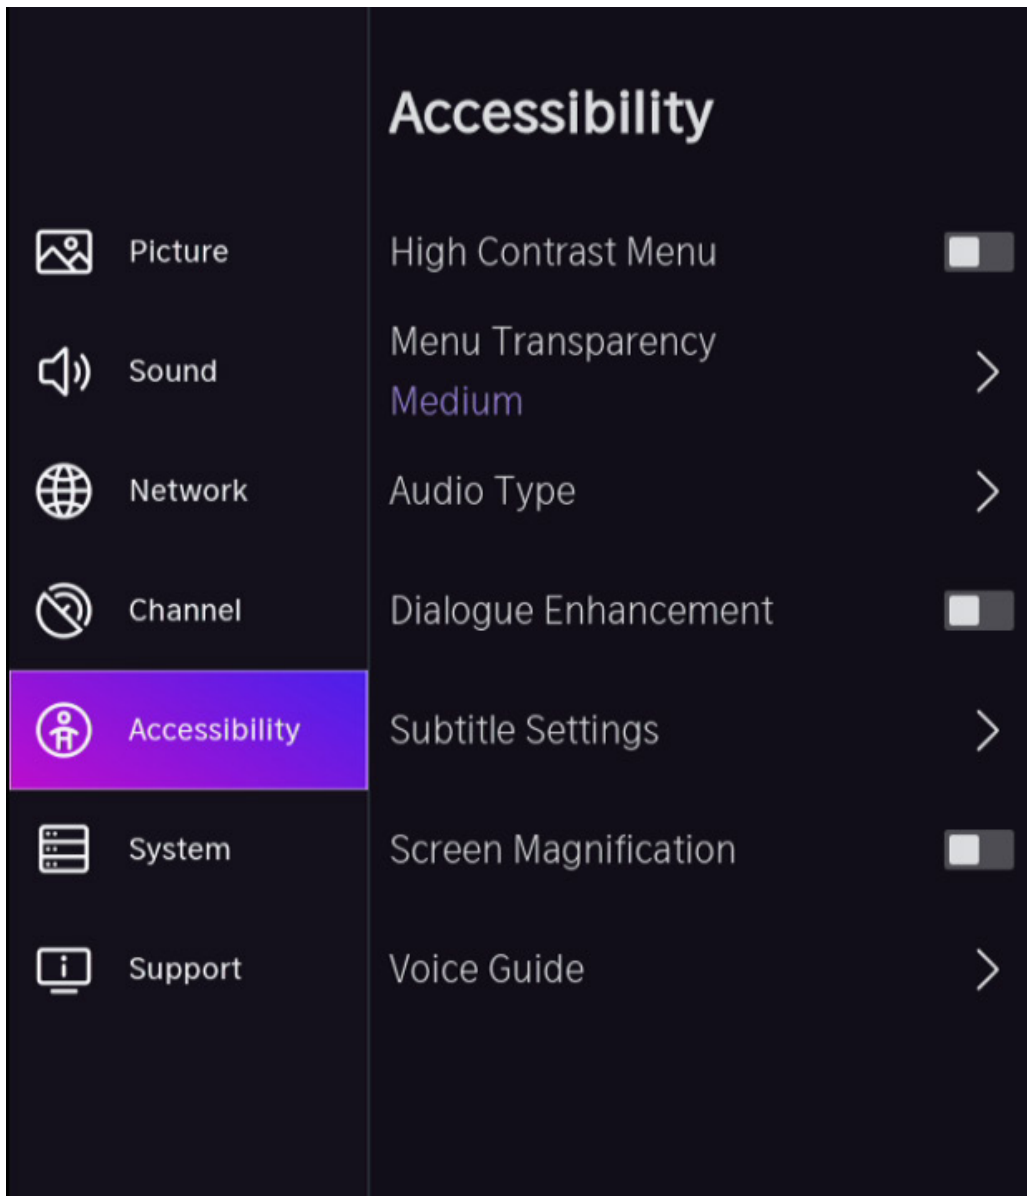 Accessibility
Picture
High Contrast Menu
Menu Transparency
Sound
Medium
Network
Audio Type
Channel
Dialogue Enhancement
Accessibility
Subtitle Settings
System
Screen Magnification
Support
Voice Guide